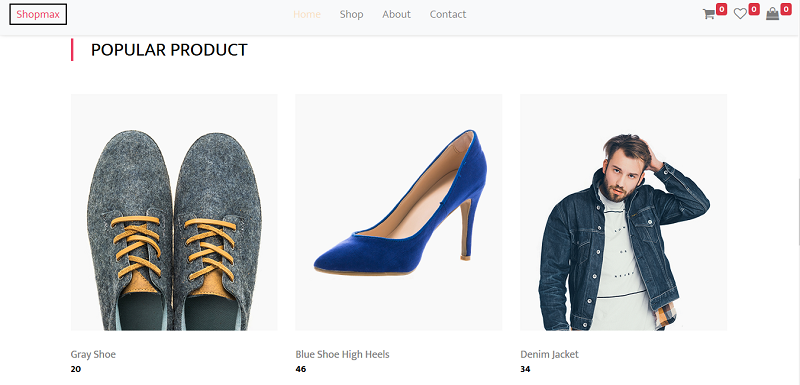 Shopmax
Home Shop About Contact
0 0 0
POPULAR PRODUCT
Gray Shoe
20
Blue Shoe High Heels
46
Denim Jacket
34